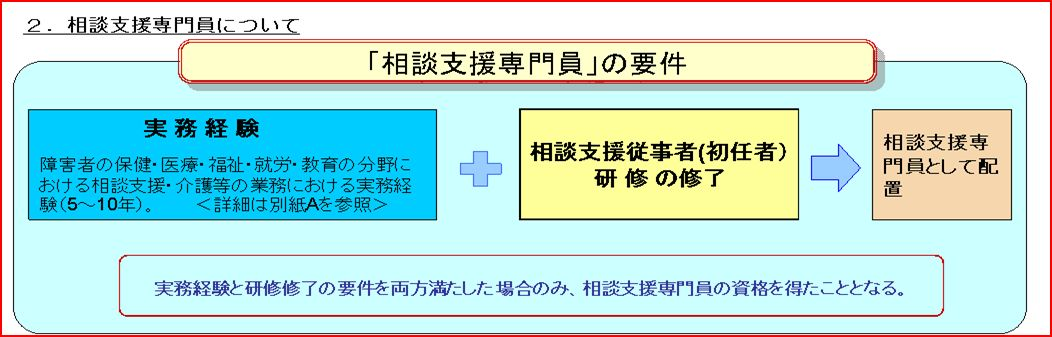 ２．相談支援専門員について
「相談支援専門員」の要件
実務経験
障害者の保健・医療・福祉・就労・教育の分野に
おける相談支援・介護等の業務における実務経
験（5～10年）。　＜詳細は別紙Aを参照＞
相談支援従事者(初任者)
研修の修了
相談支援専
門員として配
置
実務経験と研修修了の要件を両方満たした場合のみ、相談支援専門員の資格を得たこととなる。